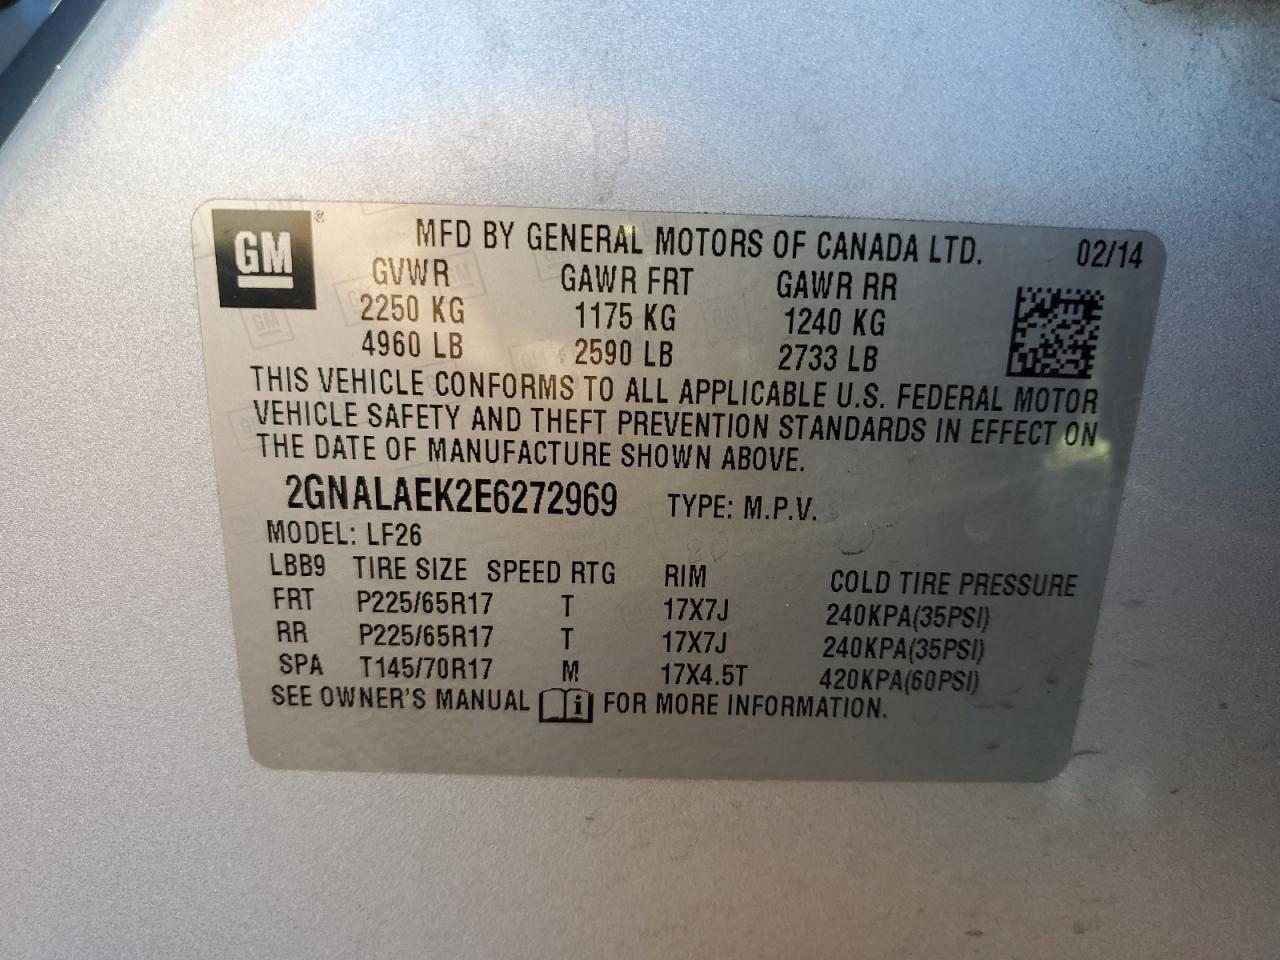 GM ®
MFD BY GENERAL MOTORS OF CANADA LTD. 02/14
GVWR GAWR FRT GAWR RR
2250 KG 1175 KG 1240 KG
4960 LB 2590 LB 2733 LB
THIS VEHICLE CONFORMS TO ALL APPLICABLE U.S. FEDERAL MOTOR
VEHICLE SAFETY AND THEFT PREVENTION STANDARDS IN EFFECT ON
THE DATE OF MANUFACTURE SHOWN ABOVE.
2GNALAEK2E6272969 TYPE: M.P.V.
MODEL: LF26
LBB9 TIRE SIZE SPEED RTG RIM COLD TIRE PRESSURE
FRT P225/65R17 T 17X7J 240KPA(35PSI)
RR P225/65R17 T 17X7J 240KPA(35PSI)
SPA T145/70R17 M 17X4.5T 420KPA(60PSI)
SEE OWNER'S MANUAL i FOR MORE INFORMATION.